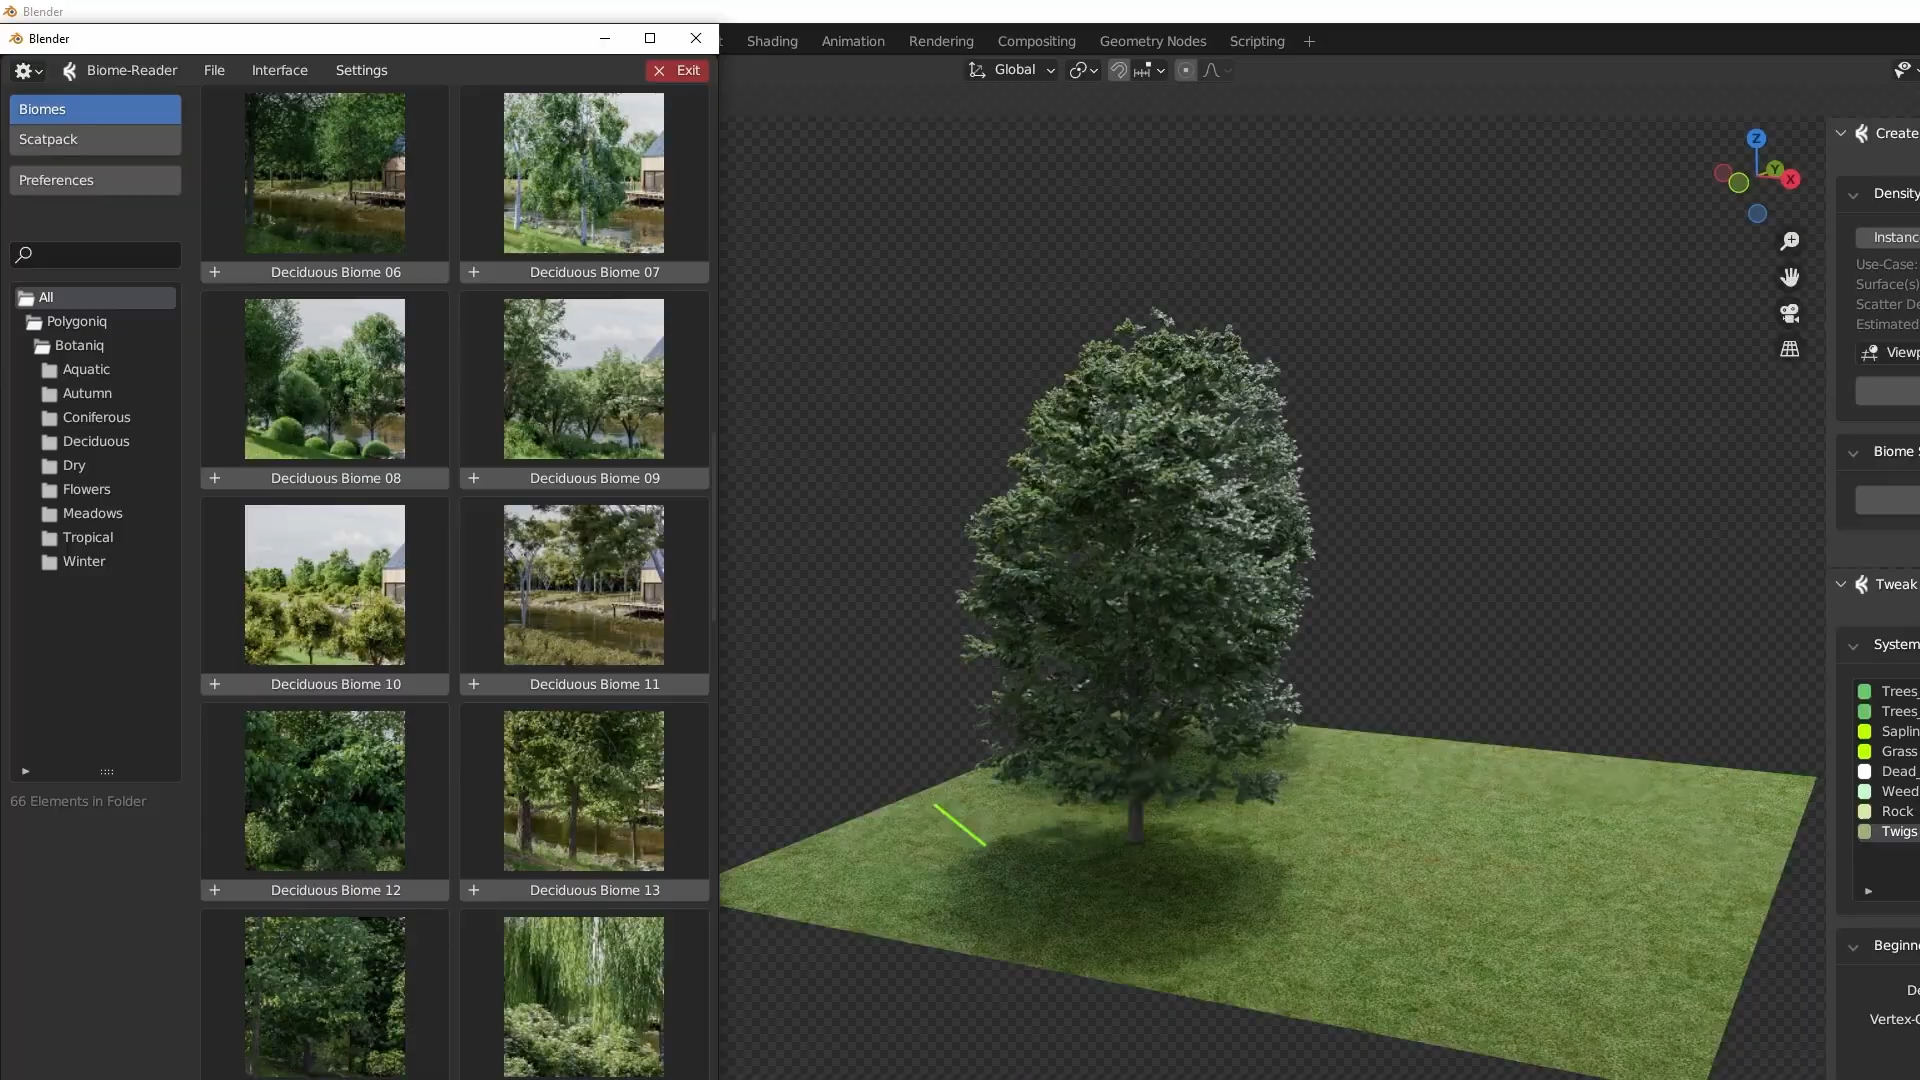 Blender
Blender
Biome-Reader File Interface Settings Exit
Shading Animation Rendering Compositing Geometry Nodes Scripting
Global
Biomes
Scatpack
Preferences
All
Polygoniq
Botaniq
Aquatic
Autumn
Coniferous
Deciduous
Dry
Flowers
Meadows
Tropical
Winter
66 Elements in Folder
Deciduous Biome 06
Deciduous Biome 07
Deciduous Biome 08
Deciduous Biome 09
Deciduous Biome 10
Deciduous Biome 11
Deciduous Biome 12
Deciduous Biome 13
Z
Y
X
Create
Density
Instanc
Use-Case:
Surface(s)
Scatter De
Estimated
Viewp
Biome S
Tweak
System
Trees_
Trees_
Saplin
Grass
Dead_
Weed
Rock
Twigs
Beginne
De
Vertex-C